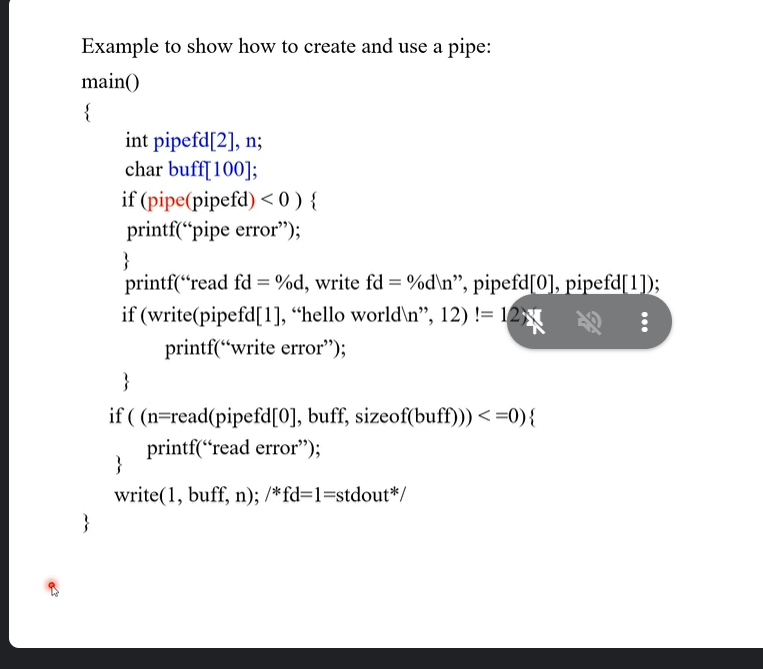 Example to show how to create and use a pipe:
main()
{
int pipefd[2], n;
char buff[100];
if (pipe(pipefd) < 0 ) {
printf(“pipe error”);
}
printf(“read fd = %d, write fd = %d\n”, pipefd[0], pipefd[1]);
if (write(pipefd[1], “hello world\n”, 12) != 12)
printf(“write error”);
}
if ( (n=read(pipefd[0], buff, sizeof(buff))) < =0){
printf(“read error”);
}
write(1, buff, n); /*fd=1=stdout*/
}